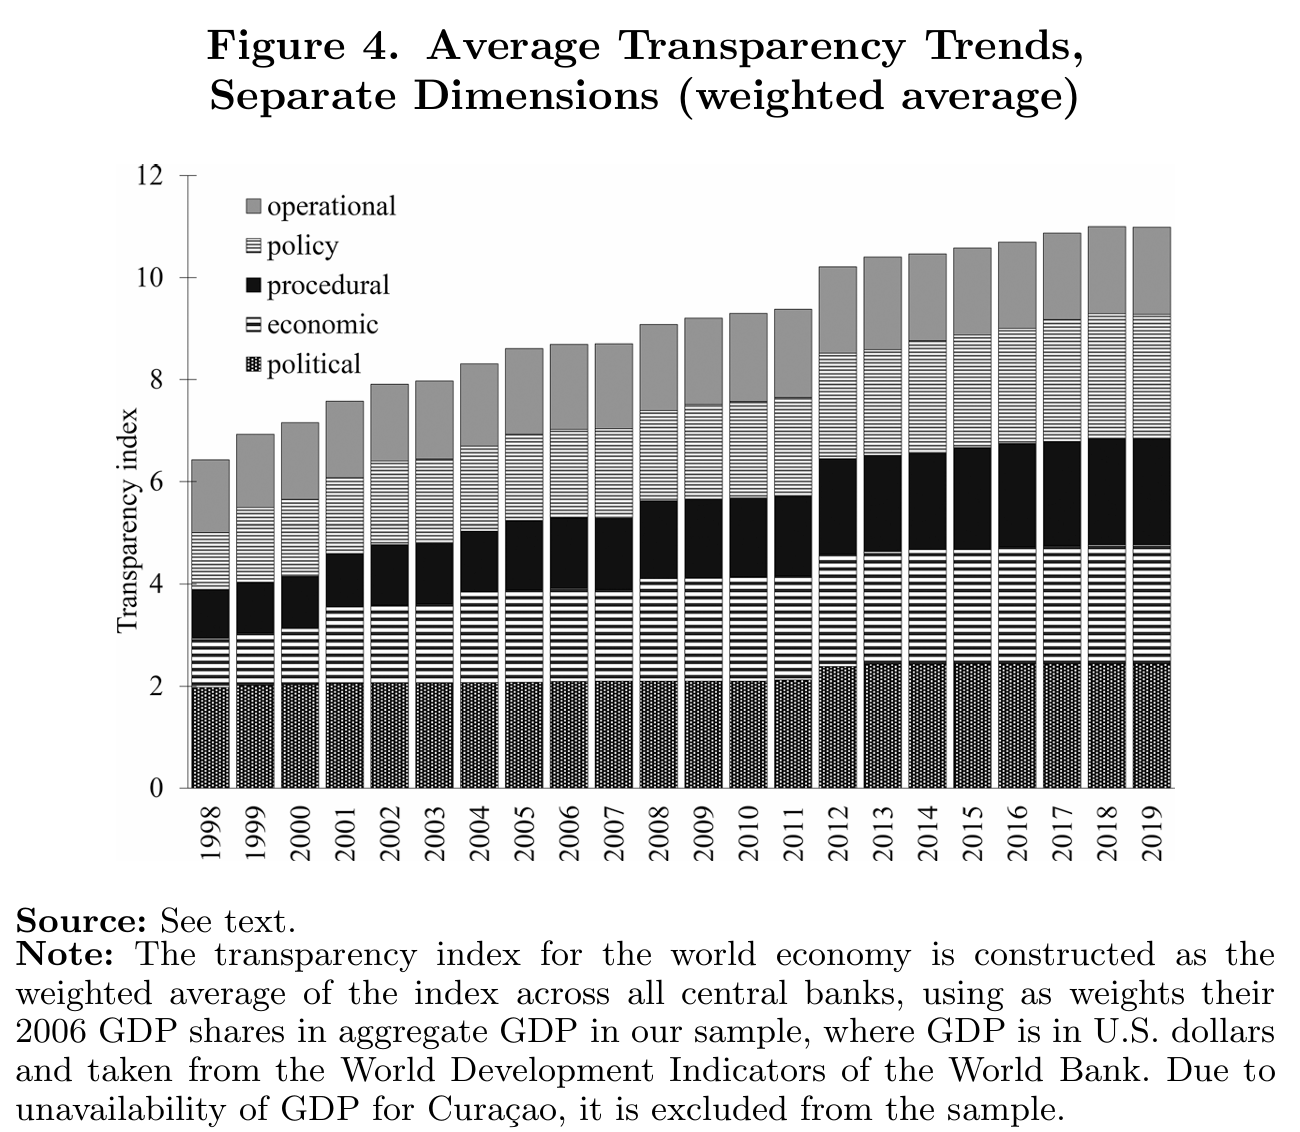 Figure 4. Average Transparency Trends,
Separate Dimensions (weighted average)
12
10
8
6
4
2
0
Transparency index
operational
policy
procedural
economic
political
1998
1999
2000
2001
2002
2003
2004
2005
2006
2007
2008
2009
2010
2011
2012
2013
2014
2015
2016
2017
2018
2019
Source: See text.
Note: The transparency index for the world economy is constructed as the
weighted average of the index across all central banks, using as weights their
2006 GDP shares in aggregate GDP in our sample, where GDP is in U.S. dollars
and taken from the World Development Indicators of the World Bank. Due to
unavailability of GDP for Curaçao, it is excluded from the sample.